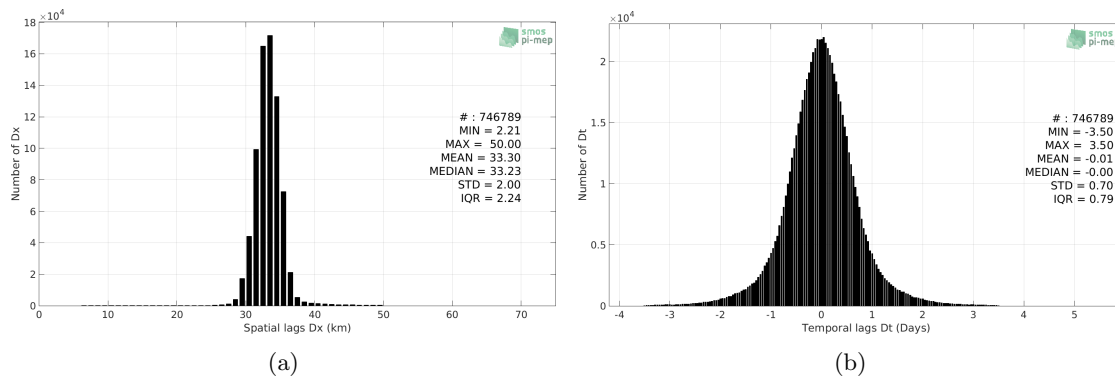 ×10⁴
18
16
14
12
10
8
6
4
2
0
0 10 20 30 40 50 60 70
Number of Dx
Spatial lags Dx (km)
smos
pi-mep
# : 746789
MIN = 2.21
MAX = 50.00
MEAN = 33.30
MEDIAN = 33.23
STD = 2.00
IQR = 2.24
(a)
×10⁴
2
1.5
1
0.5
0
-4 -3 -2 -1 0 1 2 3 4 5
Number of Dt
Temporal lags Dt (Days)
smos
pi-mep
# : 746789
MIN = -3.50
MAX = 3.50
MEAN = -0.01
MEDIAN = -0.00
STD = 0.70
IQR = 0.79
(b)